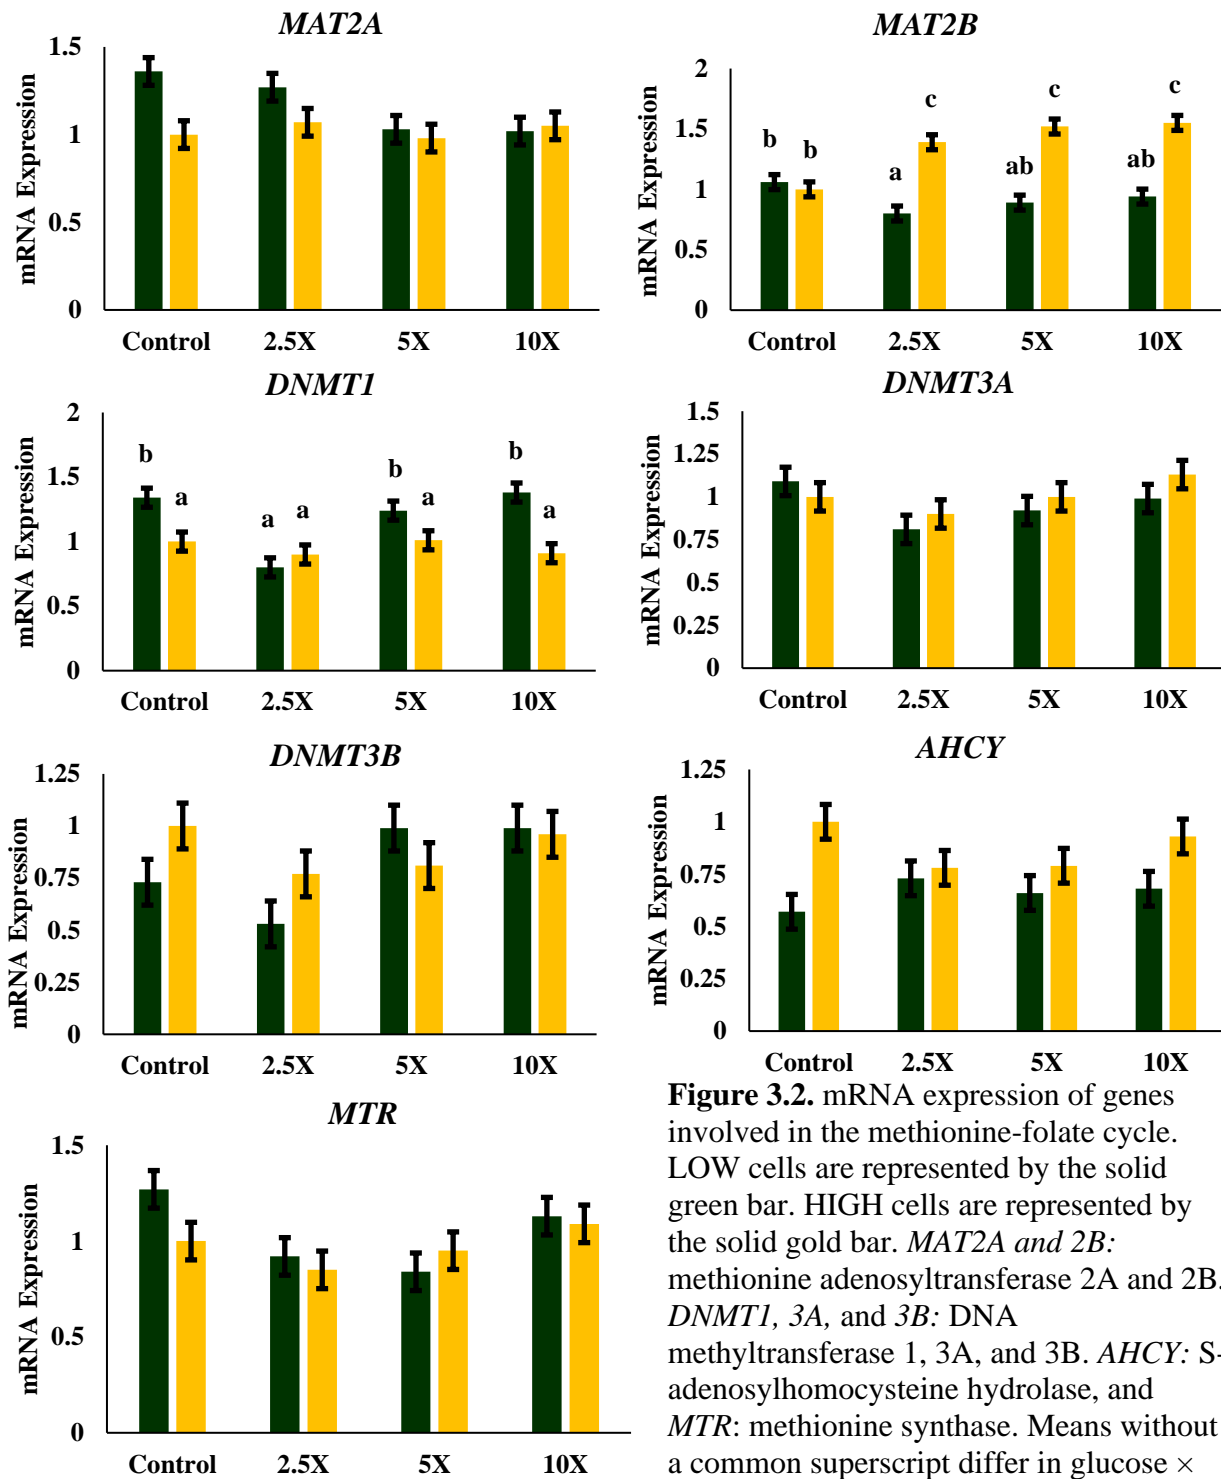 MAT2A
mRNA Expression
1.5
1
0.5
0
Control 2.5X 5X 10X
MAT2B
mRNA Expression
2
1.5
1
0.5
0
b b a c ab c ab c
Control 2.5X 5X 10X
DNMT1
mRNA Expression
2
1.5
1
0.5
0
b a a a b a b a
Control 2.5X 5X 10X
DNMT3A
mRNA Expression
1.5
1.25
1
0.75
0.5
0.25
0
Control 2.5X 5X 10X
DNMT3B
mRNA Expression
1.25
1
0.75
0.5
0.25
0
Control 2.5X 5X 10X
AHCY
mRNA Expression
1.25
1
0.75
0.5
0.25
0
Control 2.5X 5X 10X
MTR
mRNA Expression
1.5
1
0.5
0
Control 2.5X 5X 10X
Figure 3.2. mRNA expression of genes
involved in the methionine-folate cycle.
LOW cells are represented by the solid
green bar. HIGH cells are represented by
the solid gold bar. MAT2A and 2B:
methionine adenosyltransferase 2A and 2B.
DNMT1, 3A, and 3B: DNA
methyltransferase 1, 3A, and 3B. AHCY: S-
adenosylhomocysteine hydrolase, and
MTR: methionine synthase. Means without
a common superscript differ in glucose ×